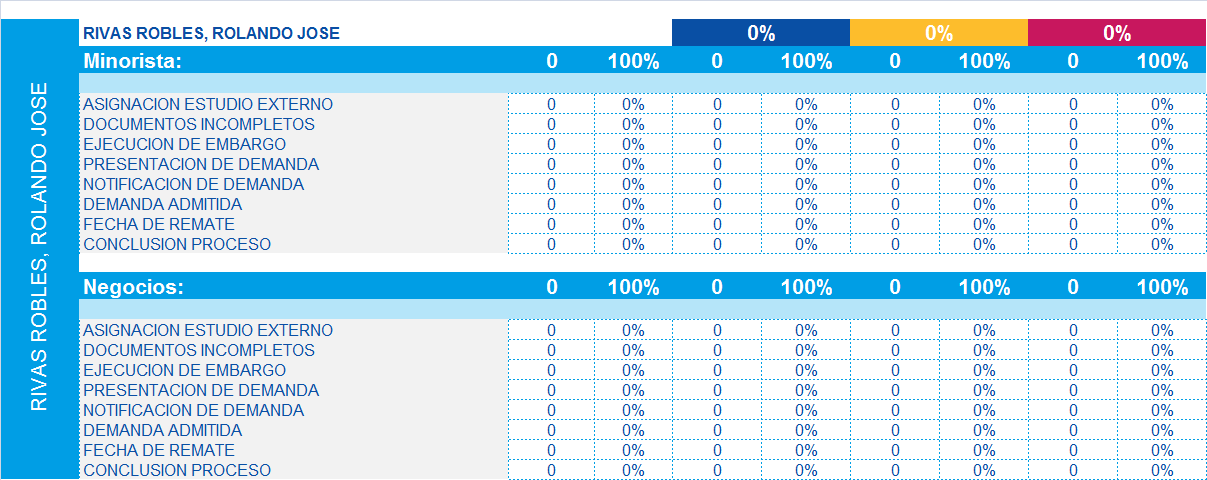 RIVAS ROBLES, ROLANDO JOSE
RIVAS ROBLES, ROLANDO JOSE 0% 0% 0%
Minorista: 0 100% 0 100% 0 100% 0 100%
ASIGNACION ESTUDIO EXTERNO 0 0% 0 0% 0 0% 0 0%
DOCUMENTOS INCOMPLETOS 0 0% 0 0% 0 0% 0 0%
EJECUCION DE EMBARGO 0 0% 0 0% 0 0% 0 0%
PRESENTACION DE DEMANDA 0 0% 0 0% 0 0% 0 0%
NOTIFICACION DE DEMANDA 0 0% 0 0% 0 0% 0 0%
DEMANDA ADMITIDA 0 0% 0 0% 0 0% 0 0%
FECHA DE REMATE 0 0% 0 0% 0 0% 0 0%
CONCLUSION PROCESO 0 0% 0 0% 0 0% 0 0%
Negocios: 0 100% 0 100% 0 100% 0 100%
ASIGNACION ESTUDIO EXTERNO 0 0% 0 0% 0 0% 0 0%
DOCUMENTOS INCOMPLETOS 0 0% 0 0% 0 0% 0 0%
EJECUCION DE EMBARGO 0 0% 0 0% 0 0% 0 0%
PRESENTACION DE DEMANDA 0 0% 0 0% 0 0% 0 0%
NOTIFICACION DE DEMANDA 0 0% 0 0% 0 0% 0 0%
DEMANDA ADMITIDA 0 0% 0 0% 0 0% 0 0%
FECHA DE REMATE 0 0% 0 0% 0 0% 0 0%
CONCLUSION PROCESO 0 0% 0 0% 0 0% 0 0%